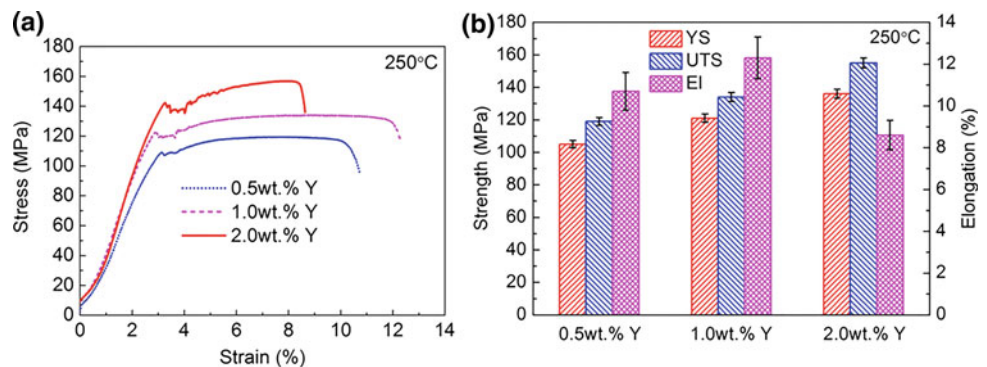 (a)
250°C
Stress (MPa)
180
160
140
120
100
80
60
40
20
0
0.5wt.% Y
1.0wt.% Y
2.0wt.% Y
0 2 4 6 8 10 12 14
Strain (%)
(b)
250°C
YS
UTS
EI
Strength (MPa)
180
160
140
120
100
80
60
40
20
0
14
12
10
8
6
4
2
0
Elongation (%)
0.5wt.% Y 1.0wt.% Y 2.0wt.% Y